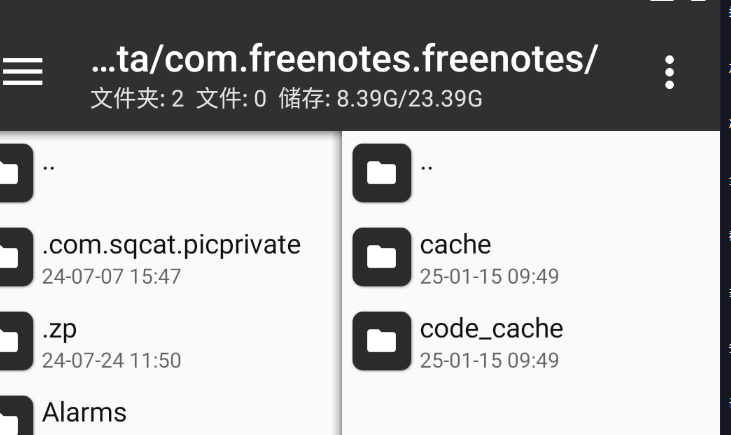 ...ta/com.freenotes.freenotes/
文件夹: 2 文件: 0 储存: 8.39G/23.39G
..
.com.sqcat.picprivate
24-07-07 15:47
.zp
24-07-24 11:50
Alarms
..
cache
25-01-15 09:49
code_cache
25-01-15 09:49